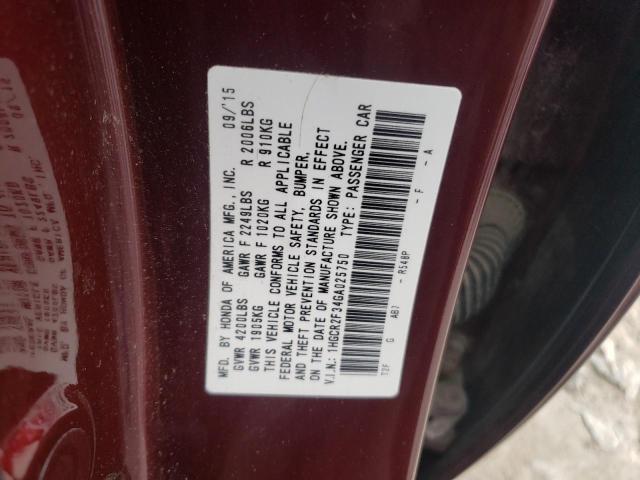 MFD. BY HONDA OF AMERICA MFG., INC. 09/'15
GVWR 4200LBS GAWR F 2249LBS R 2006LBS
GVWR 1905KG GAWR F 1020KG R 910KG
THIS VEHICLE CONFORMS TO ALL APPLICABLE
FEDERAL MOTOR VEHICLE SAFETY, BUMPER,
AND THEFT PREVENTION STANDARDS IN EFFECT
ON THE DATE OF MANUFACTURE SHOWN ABOVE.
V.I.N.: 1HGCR2F34GA025750 TYPE: PASSENGER CAR
T2F G AB7 - R548P - F - A